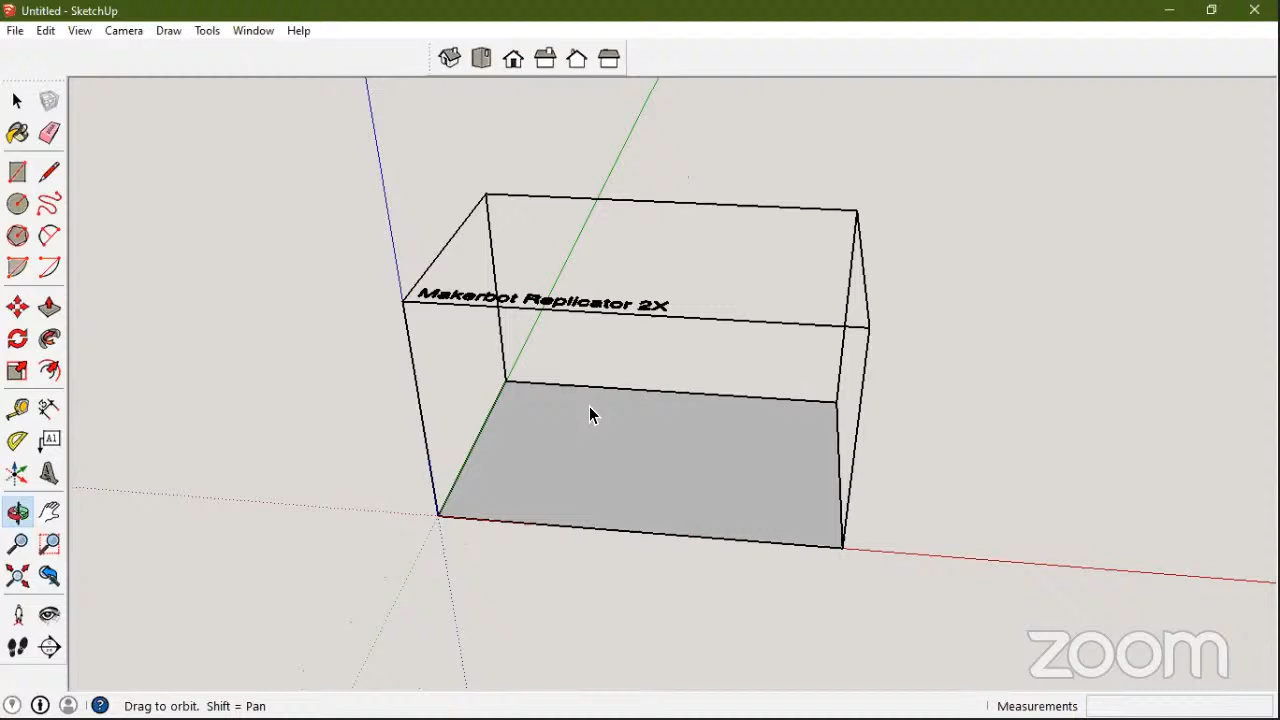 Untitled - SketchUp
File Edit View Camera Draw Tools Window Help
Makerbot Replicator 2X
A1
zoom
Drag to orbit. Shift = Pan
Measurements